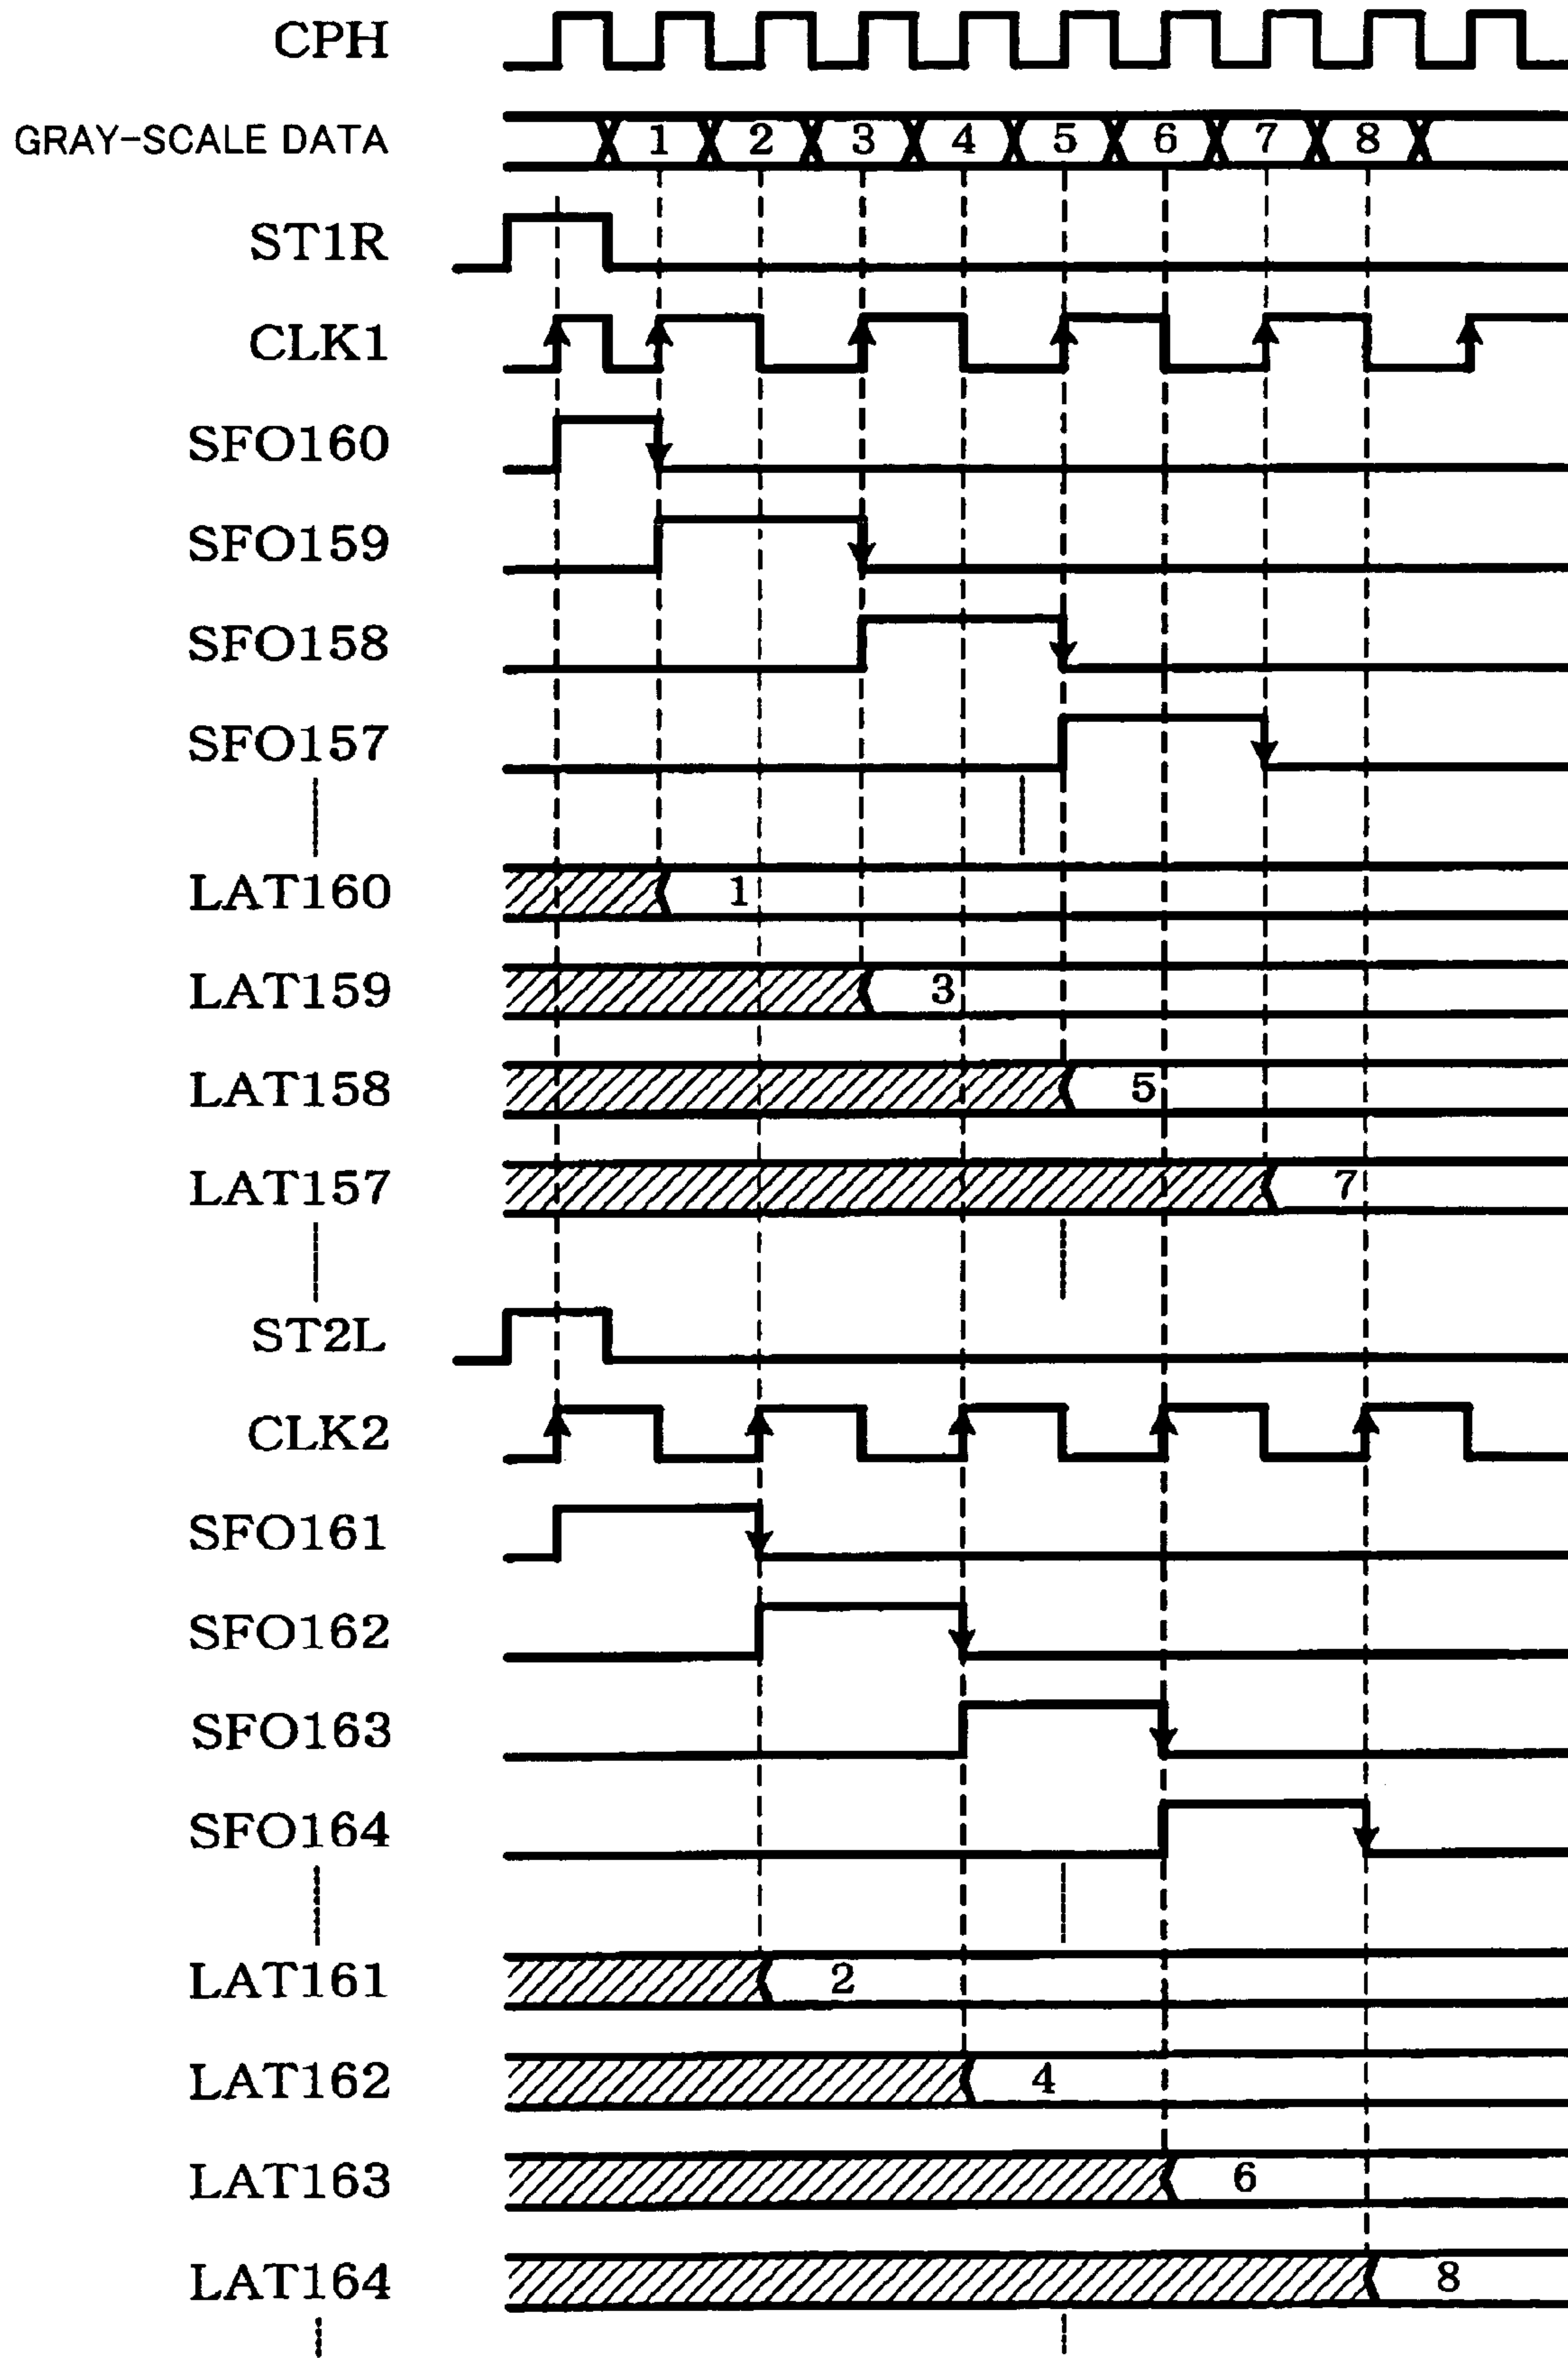 CPH
GRAY-SCALE DATA 1 2 3 4 5 6 7 8
ST1R
CLK1
SFO160
SFO159
SFO158
SFO157
LAT160 1
LAT159 3
LAT158 5
LAT157 7
ST2L
CLK2
SFO161
SFO162
SFO163
SFO164
LAT161 2
LAT162 4
LAT163 6
LAT164 8